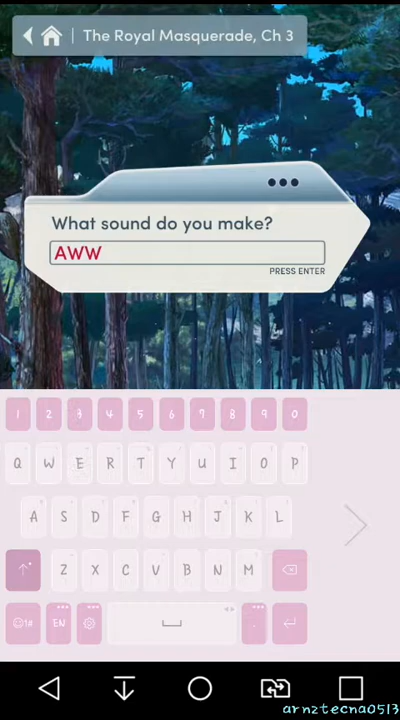 The Royal Masquerade, Ch 3
What sound do you make?
AWW
PRESS ENTER
1 2 3 4 5 6 7 8 9 0
Q W E R T Y U I O P
A S D F G H J K L
Z X C V B N M
!# EN .
arnztecna0513